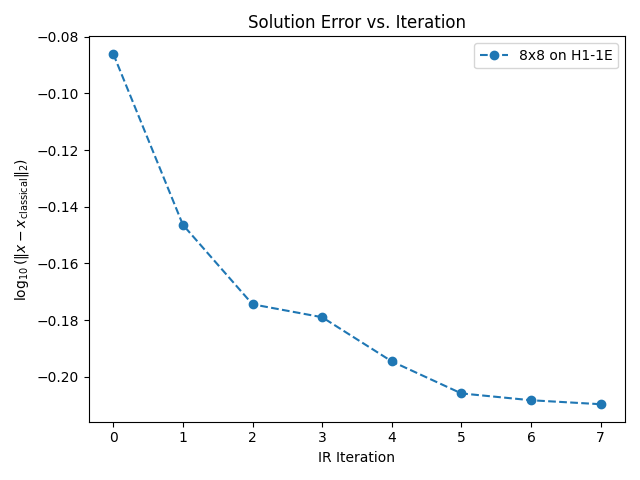 Solution Error vs. Iteration
8x8 on H1-1E
log₁₀(‖x − x_classical‖₂)
−0.08
−0.10
−0.12
−0.14
−0.16
−0.18
−0.20
0 1 2 3 4 5 6 7
IR Iteration